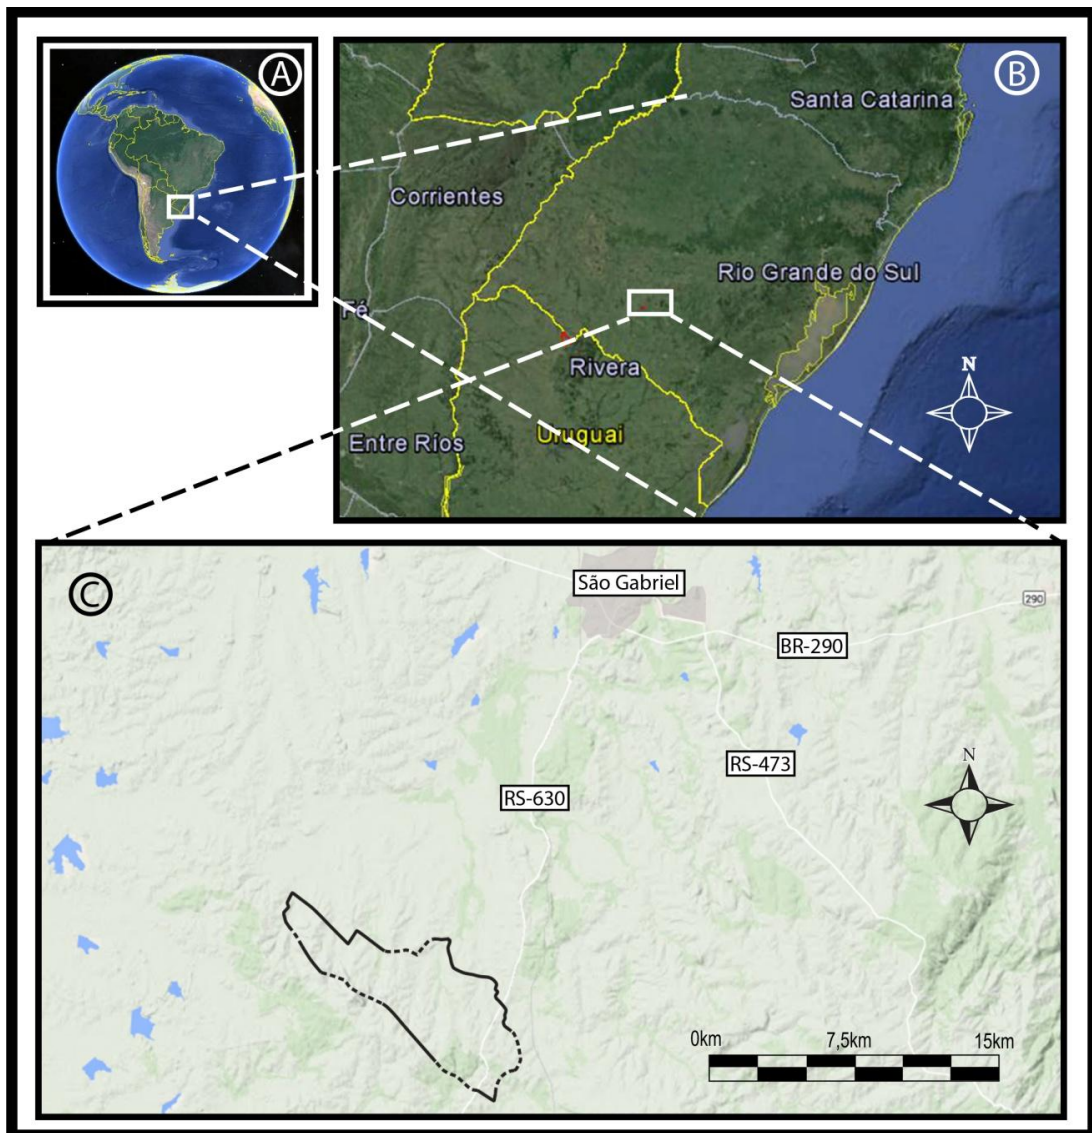 A
B
Santa Catarina
Corrientes
Rio Grande do Sul
Fé
Rivera
N
Uruguai
Entre Ríos
C
São Gabriel
290
BR-290
N
RS-473
RS-630
0km 7,5km 15km